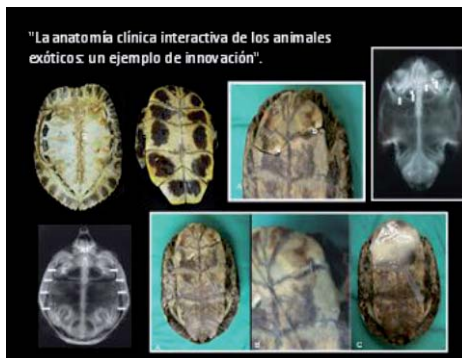 "La anatomía clínica interactiva de los animales
exóticos: un ejemplo de innovación".
A
B
C